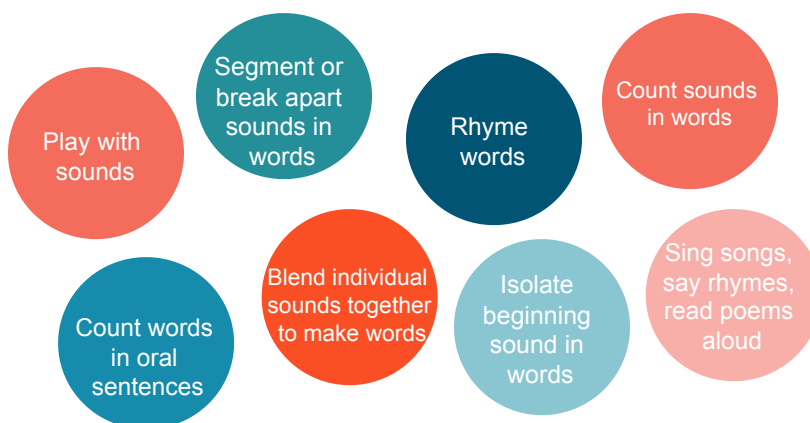 Play with
sounds
Segment or
break apart
sounds in
words
Rhyme
words
Count sounds
in words
Count words
in oral
sentences
Blend individual
sounds together
to make words
Isolate
beginning
sound in
words
Sing songs,
say rhymes,
read poems
aloud